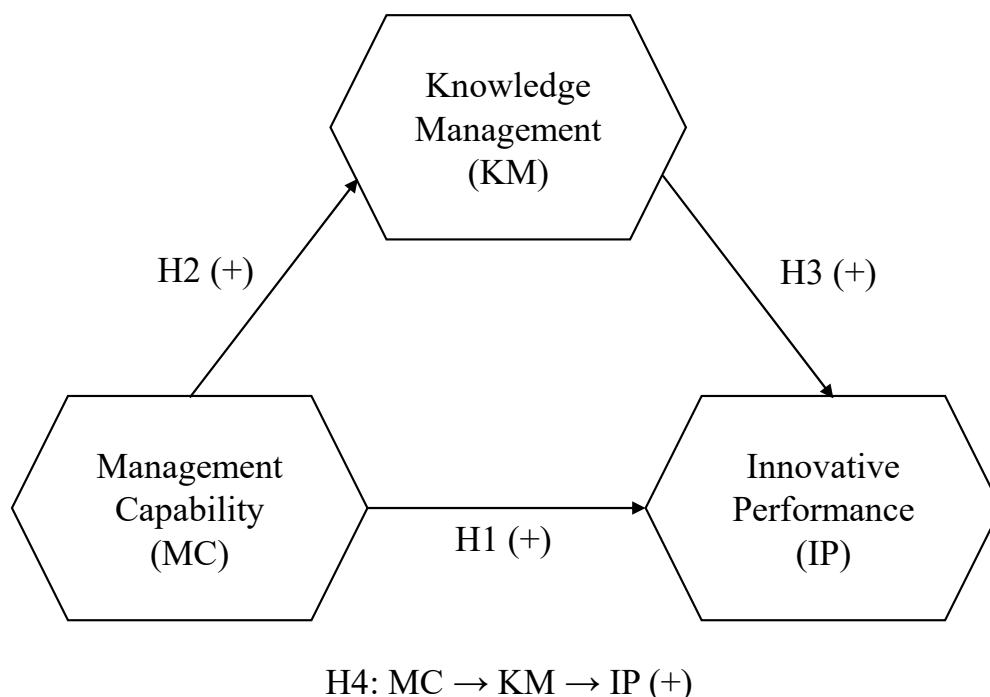 Knowledge
Management
(KM)
H2 (+)
H3 (+)
Management
Capability
(MC)
H1 (+)
Innovative
Performance
(IP)
H4: MC → KM → IP (+)